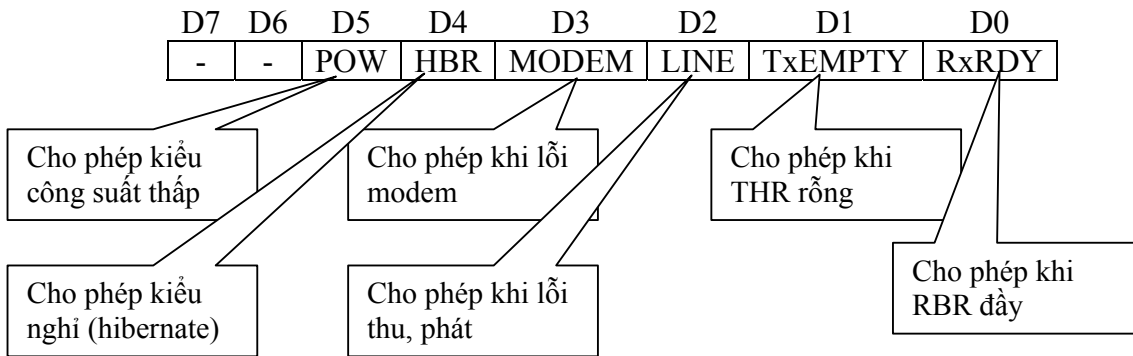 D7 D6 D5 D4 D3 D2 D1 D0
- - POW HBR MODEM LINE TxEMPTY RxRDY
Cho phép kiểu
công suất thấp
Cho phép khi lỗi
modem
Cho phép khi
THR rỗng
Cho phép kiểu
nghỉ (hibernate)
Cho phép khi lỗi
thu, phát
Cho phép khi
RBR đầy